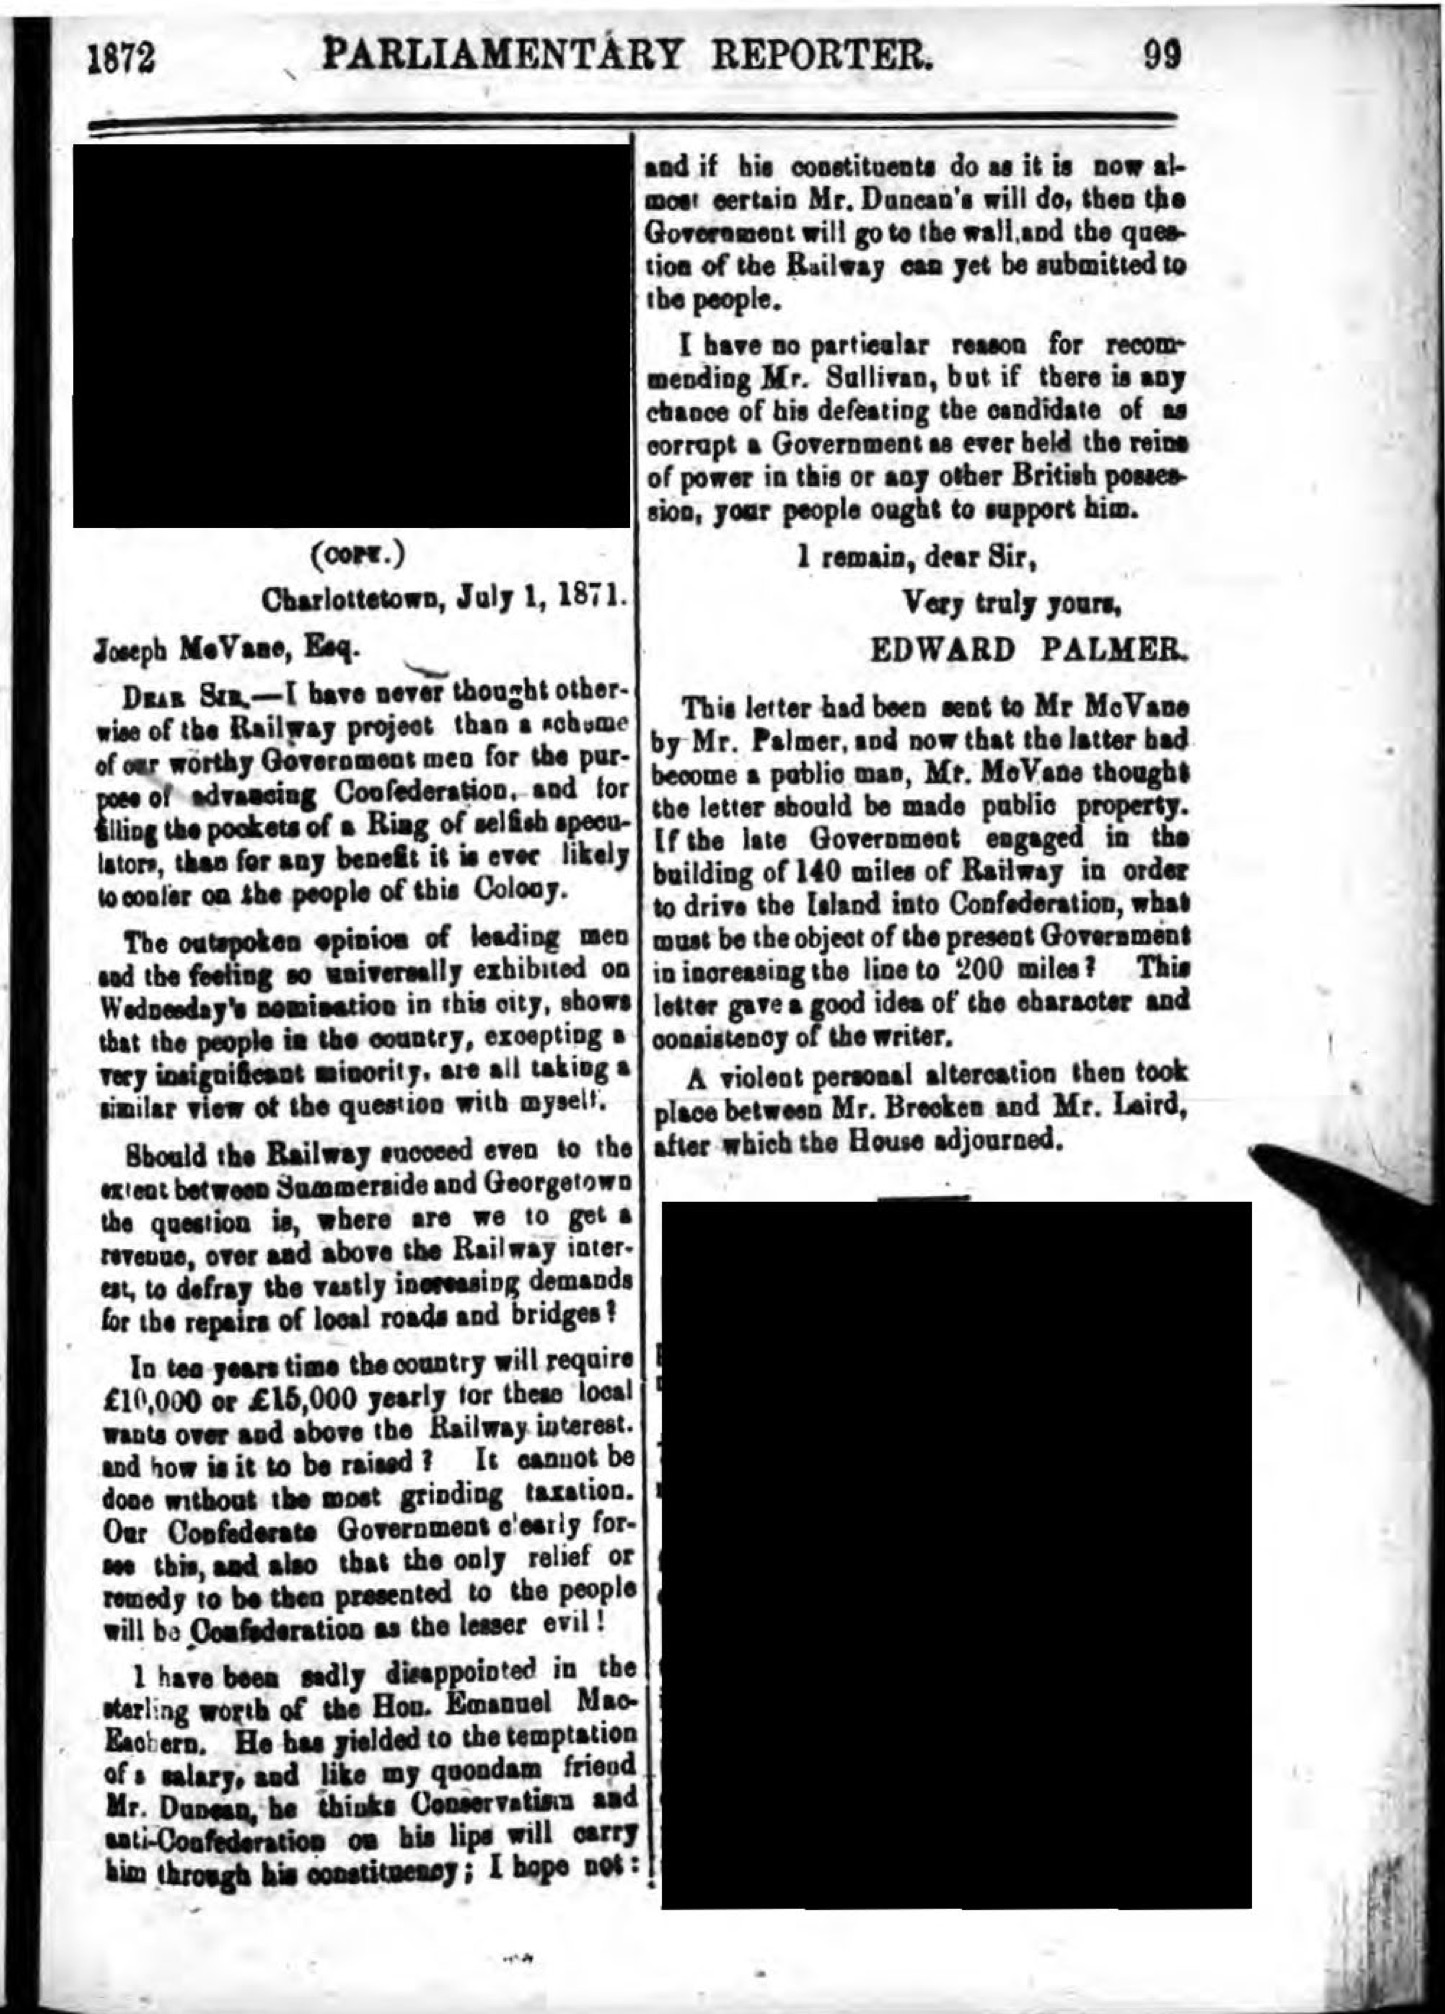 1872 PARLIAMENTARY REPORTER. 99
(COPY.)
Charlottetown, July 1, 1871.
Joseph McVane, Esq.
DEAR SIR,—I have never thought other-
wise of the Railway project than a scheme
of our worthy Government men for the pur-
pose of advancing Confederation, and for
filling the pockets of a Ring of selfish specu-
lators, than for any benefit it is ever likely
to confer on the people of this Colony.
The outspoken opinion of leading men
and the feeling so universally exhibited on
Wednesday's nomination in this city, shows
that the people in the country, excepting a
very insignificant minority, are all taking a
similar view of the question with myself.
Should the Railway succeed even to the
extent between Summerside and Georgetown
the question is, where are we to get a
revenue, over and above the Railway inter-
est, to defray the vastly increasing demands
for the repairs of local roads and bridges?
In ten years time the country will require
£10,000 or £15,000 yearly for these local
wants over and above the Railway interest.
and how is it to be raised? It cannot be
done without the most grinding taxation.
Our Confederate Government clearly for-
see this, and also that the only relief or
remedy to be then presented to the people
will be Confederation as the lesser evil!
I have been sadly disappointed in the
sterling worth of the Hon. Emanuel Mac-
Eachern. He has yielded to the temptation
of a salary, and like my quondam friend
Mr. Duncan, he thinks Conservatism and
anti-Confederation on his lips will carry
him through his constituency; I hope not:
and if his constituents do as it is now al-
most certain Mr. Duncan's will do, then the
Government will go to the wall, and the ques-
tion of the Railway can yet be submitted to
the people.
I have no particular reason for recom-
mending Mr. Sullivan, but if there is any
chance of his defeating the candidate of as
corrupt a Government as ever held the reins
of power in this or any other British posses-
sion, your people ought to support him.
I remain, dear Sir,
Very truly yours,
EDWARD PALMER.
This letter had been sent to Mr McVane
by Mr. Palmer, and now that the latter had
become a public man, Mr. McVane thought
the letter should be made public property.
If the late Government engaged in the
building of 140 miles of Railway in order
to drive the Island into Confederation, what
must be the object of the present Government
in increasing the line to 200 miles? This
letter gave a good idea of the character and
consistency of the writer.
A violent personal altercation then took
place between Mr. Brecken and Mr. Laird,
after which the House adjourned.